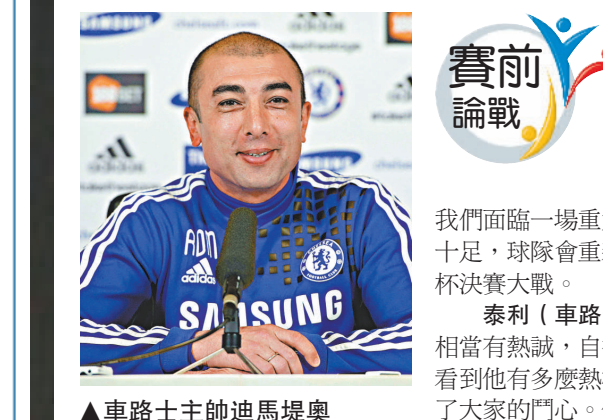 SAMSUNG
RDM
adidas
SAMSUNG
▲車路士主帥迪馬堤奧
賽前
論戰
我們面臨一場重
十足,球隊會重
杯決賽大戰。
泰利(車路
相當有熱誠,自
看到他有多麼熱
了大家的鬥心。